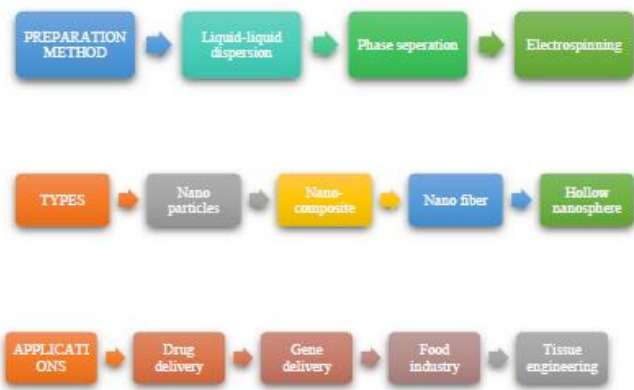 PREPARATION
METHOD
Liquid-liquid
dispersion
Phase seperation
Electrospinning
TYPES
Nano
particles
Nano-
composite
Nano fiber
Hollow
nanosphere
APPLICATI
ONS
Drug
delivery
Gene
delivery
Food
industry
Tissue
engineering